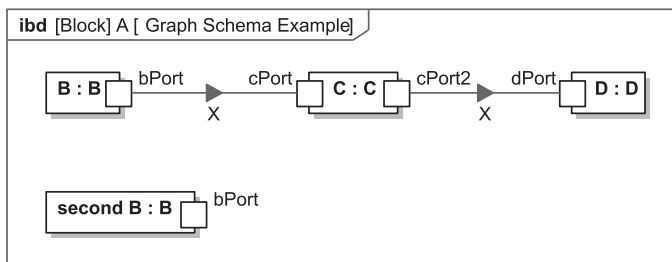 ibd [Block] A [ Graph Schema Example]
B : B bPort cPort C : C cPort2 dPort D : D
X X
second B : B bPort